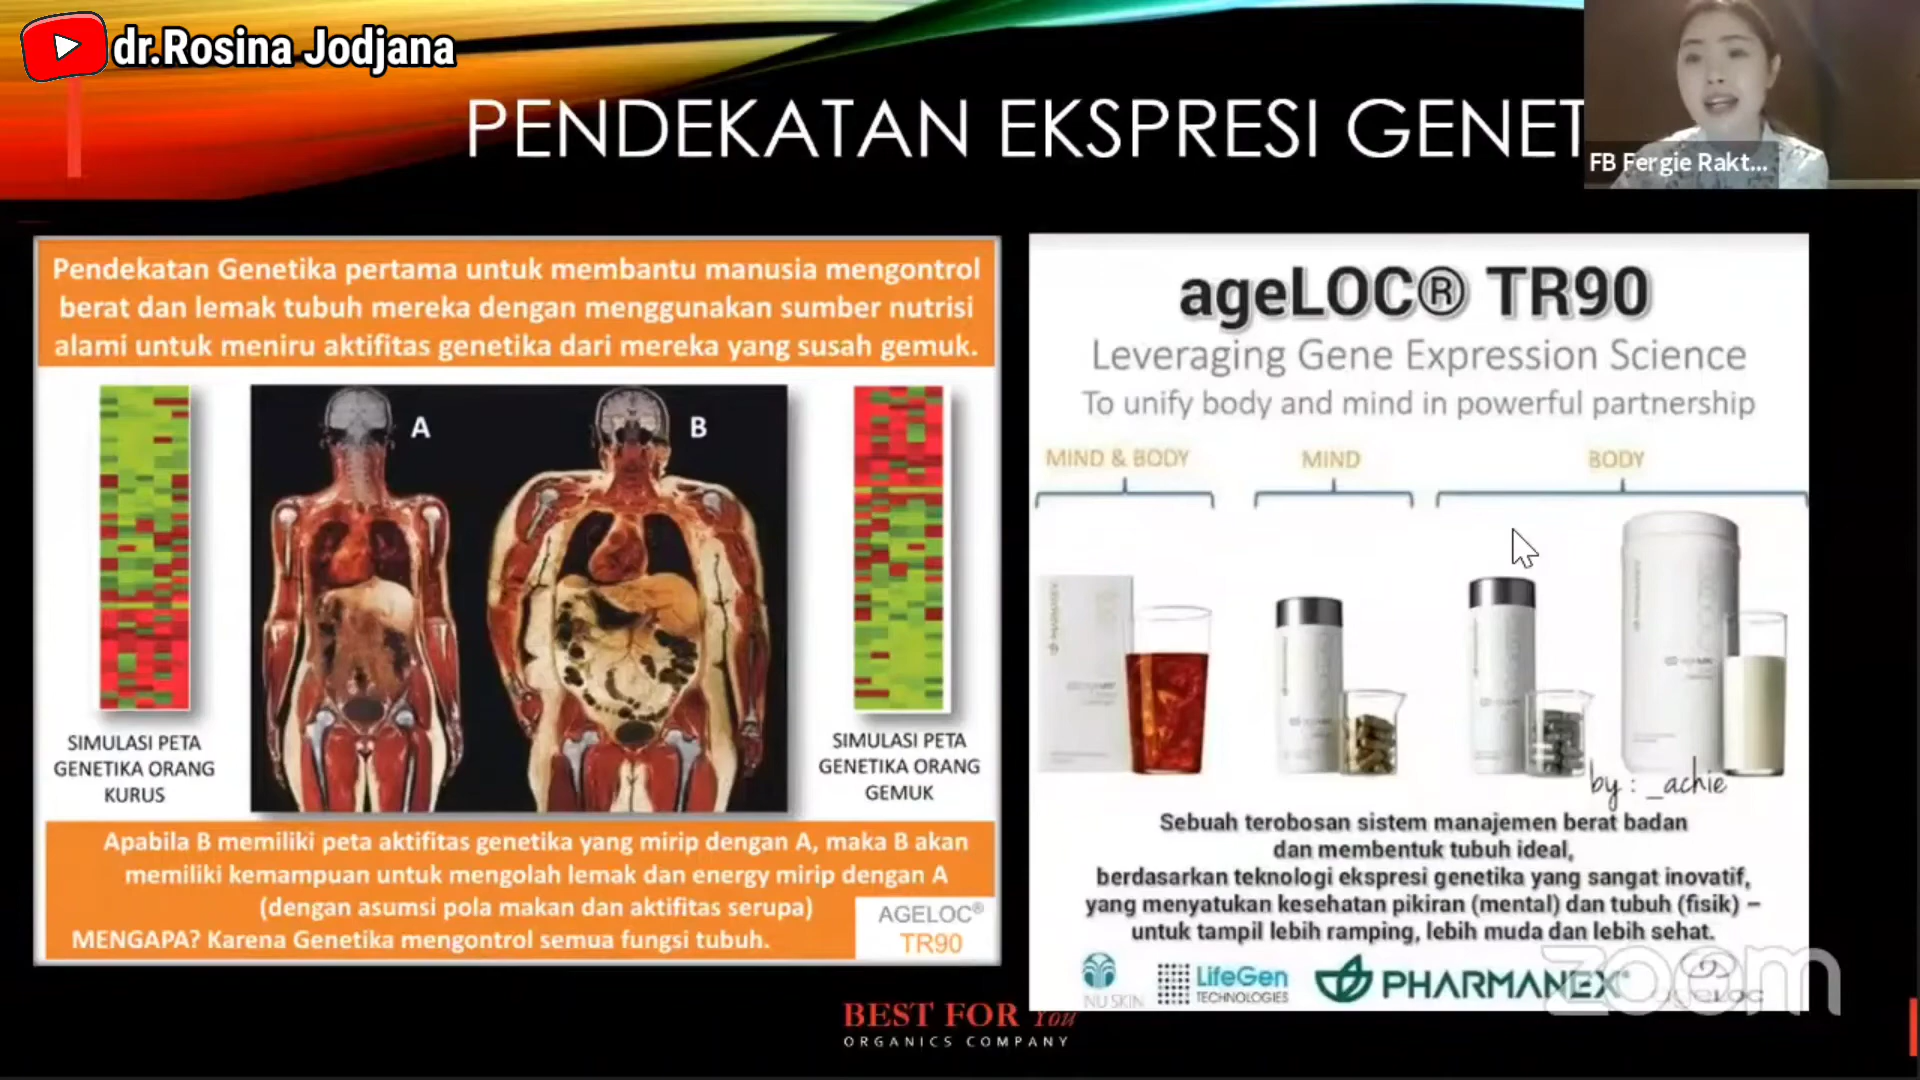 dr.Rosina Jodjana
PENDEKATAN EKSPRESI GENET
FB Fergie Rakt...
Pendekatan Genetika pertama untuk membantu manusia mengontrol
berat dan lemak tubuh mereka dengan menggunakan sumber nutrisi
alami untuk meniru aktifitas genetika dari mereka yang susah gemuk.
A
B
SIMULASI PETA
GENETIKA ORANG
KURUS
SIMULASI PETA
GENETIKA ORANG
GEMUK
Apabila B memiliki peta aktifitas genetika yang mirip dengan A, maka B akan
memiliki kemampuan untuk mengolah lemak dan energy mirip dengan A
(dengan asumsi pola makan dan aktifitas serupa)
MENGAPA? Karena Genetika mengontrol semua fungsi tubuh.
AGELOC®
TR90
ageLOC® TR90
Leveraging Gene Expression Science
To unify body and mind in powerful partnership
MIND & BODY
MIND
BODY
by : _achie
Sebuah terobosan sistem manajemen berat badan
dan membentuk tubuh ideal,
berdasarkan teknologi ekspresi genetika yang sangat inovatif,
yang menyatukan kesehatan pikiran (mental) dan tubuh (fisik) –
untuk tampil lebih ramping, lebih muda dan lebih sehat.
NU SKIN
LifeGen
TECHNOLOGIES
PHARMANEX®
ageLOC
zoom
BEST FOR You
ORGANICS COMPANY